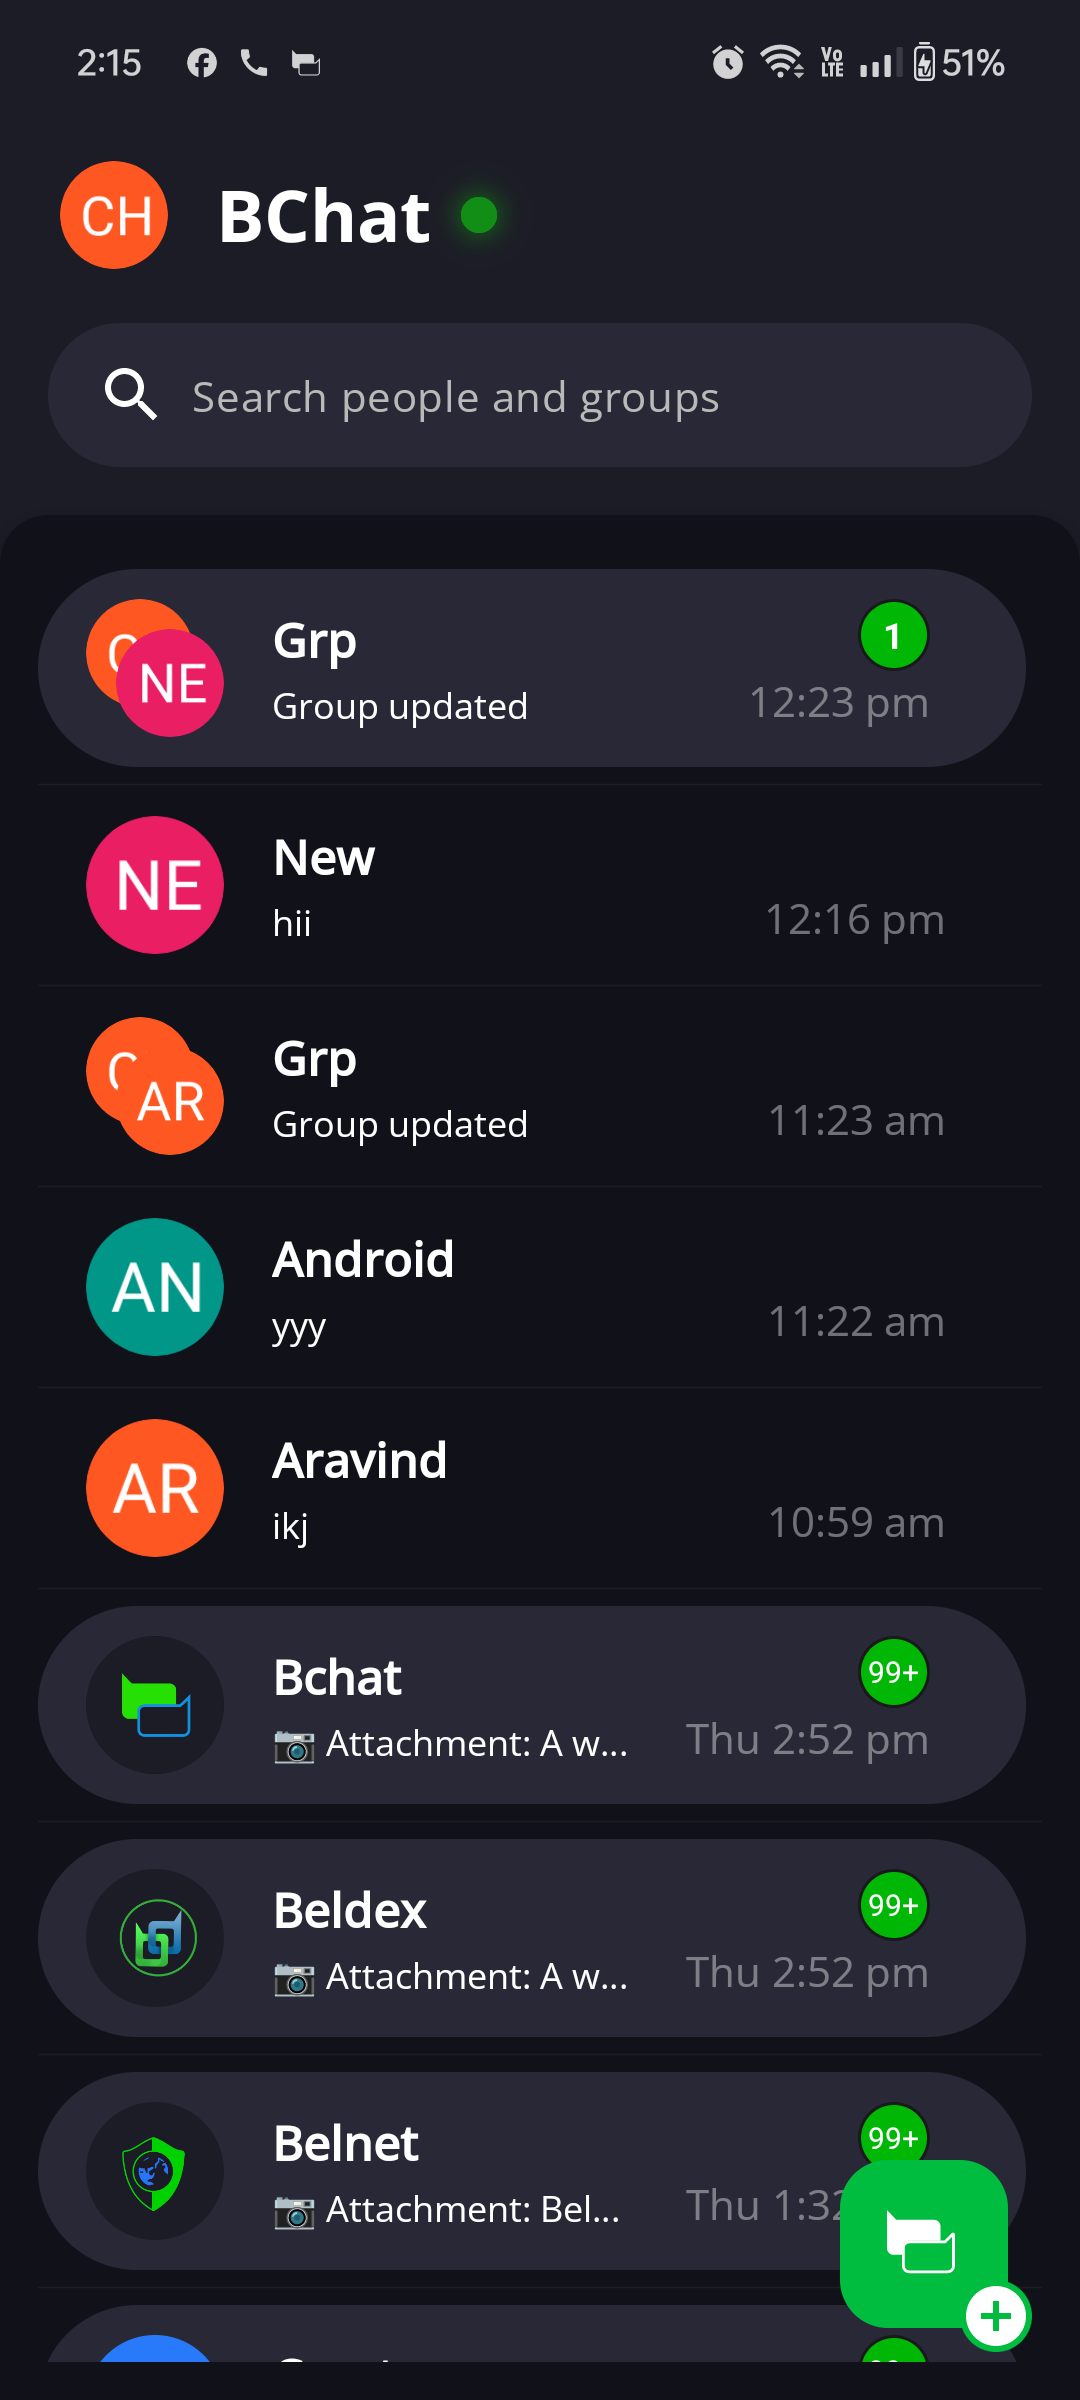 2:15
Vo LTE 51%
CH BChat
Search people and groups
NE Grp 1
Group updated 12:23 pm
NE New
hii 12:16 pm
AR Grp
Group updated 11:23 am
AN Android
yyy 11:22 am
AR Aravind
ikj 10:59 am
Bchat 99+
📷 Attachment: A w... Thu 2:52 pm
Beldex 99+
📷 Attachment: A w... Thu 2:52 pm
Belnet 99+
📷 Attachment: Bel... Thu 1:32